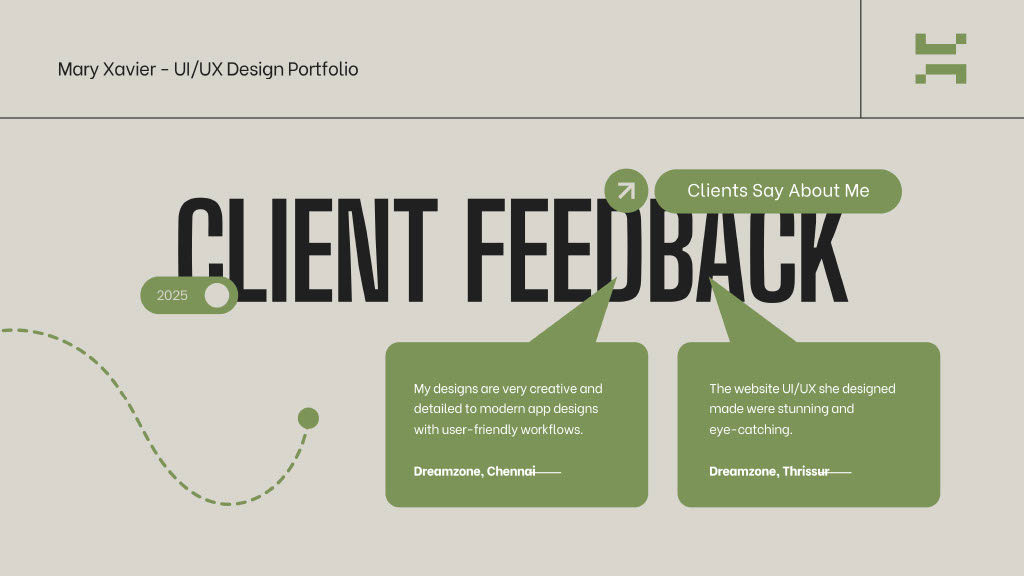 Mary Xavier - UI/UX Design Portfolio
Clients Say About Me
CLIENT FEEDBACK
2025
My designs are very creative and
detailed to modern app designs
with user-friendly workflows.
Dreamzone, Chennai
The website UI/UX she designed
made were stunning and
eye-catching.
Dreamzone, Thrissur